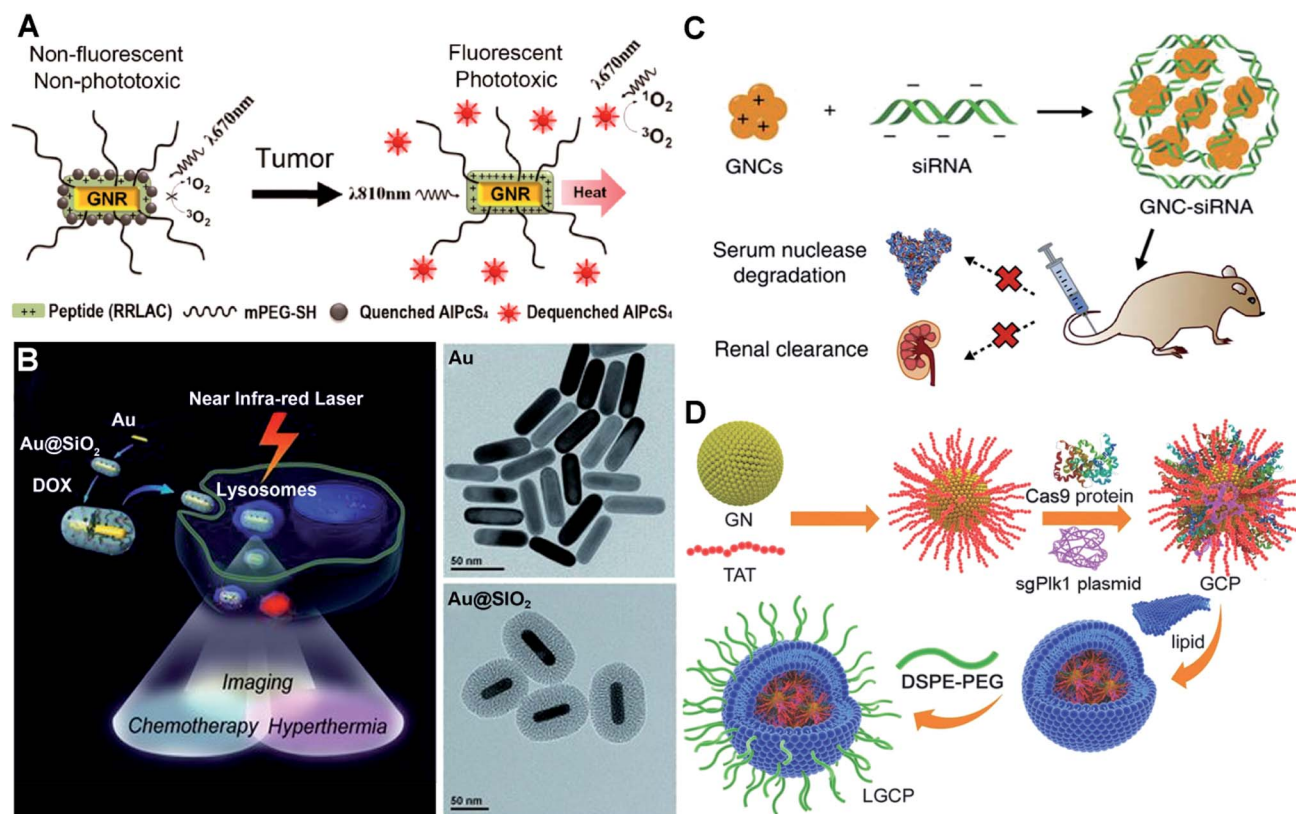 A
Non-fluorescent
Non-phototoxic
λ670nm
¹O₂
³O₂
GNR
Tumor
Fluorescent
Phototoxic
λ670nm
¹O₂
³O₂
λ810nm
GNR
Heat
++ Peptide (RRLAC) mPEG-SH Quenched AlPcS₄ Dequenched AlPcS₄
B
Near Infra-red Laser
Au
Au@SiO₂
DOX
Lysosomes
Imaging
Chemotherapy Hyperthermia
Au
50 nm
Au@SIO₂
50 nm
C
+
GNCs
siRNA
GNC-siRNA
Serum nuclease
degradation
Renal clearance
D
GN
TAT
Cas9 protein
sgPlk1 plasmid
GCP
lipid
DSPE-PEG
LGCP